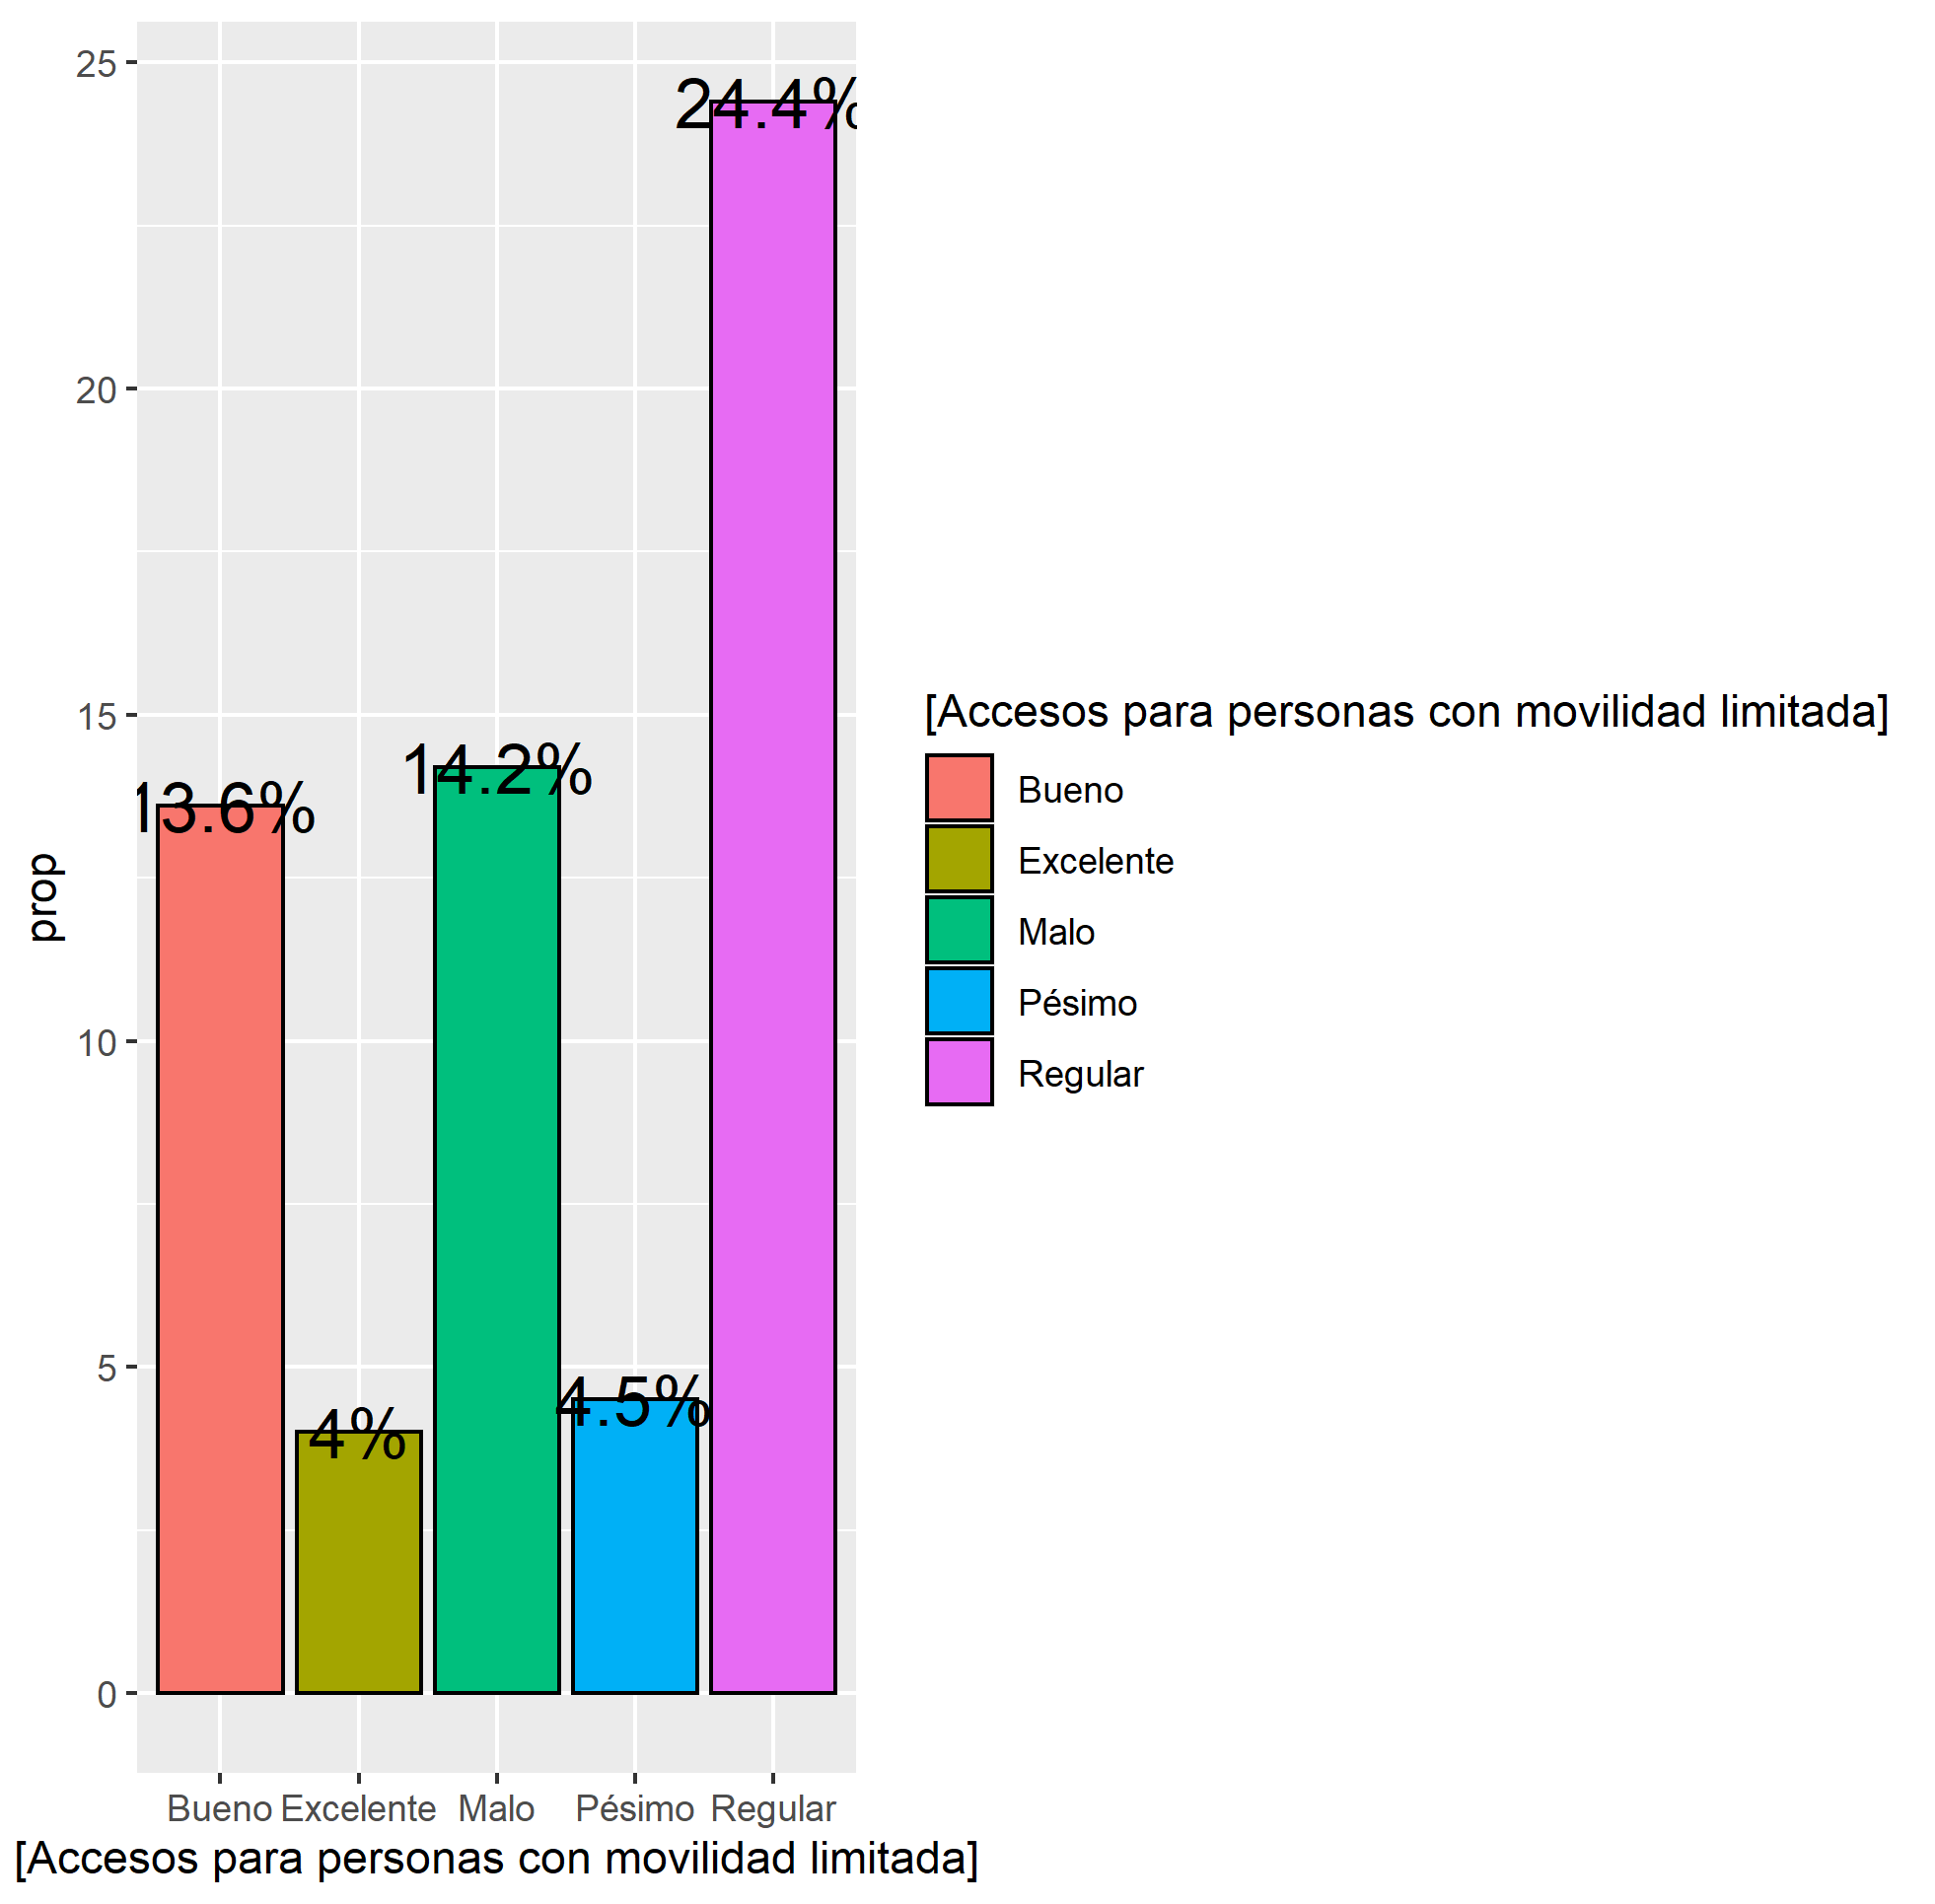 25
20
15
10
5
0
prop
24.4%
14.2%
13.6%
4.5%
4%
Bueno Excelente Malo Pésimo Regular
[Accesos para personas con movilidad limitada]
[Accesos para personas con movilidad limitada]
Bueno
Excelente
Malo
Pésimo
Regular